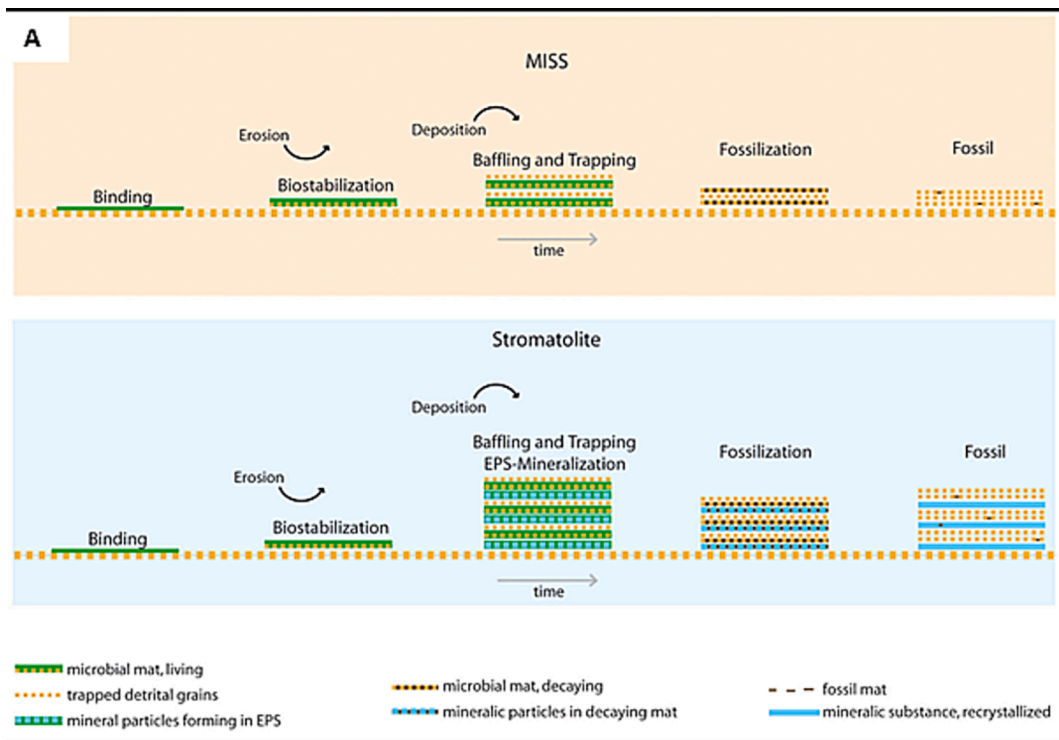 A
MISS
Erosion
Deposition
Binding
Biostabilization
Baffling and Trapping
Fossilization
Fossil
time
Stromatolite
Erosion
Deposition
Binding
Biostabilization
Baffling and Trapping
EPS-Mineralization
Fossilization
Fossil
time
microbial mat, living
trapped detrital grains
mineral particles forming in EPS
microbial mat, decaying
mineralic particles in decaying mat
fossil mat
mineralic substance, recrystallized